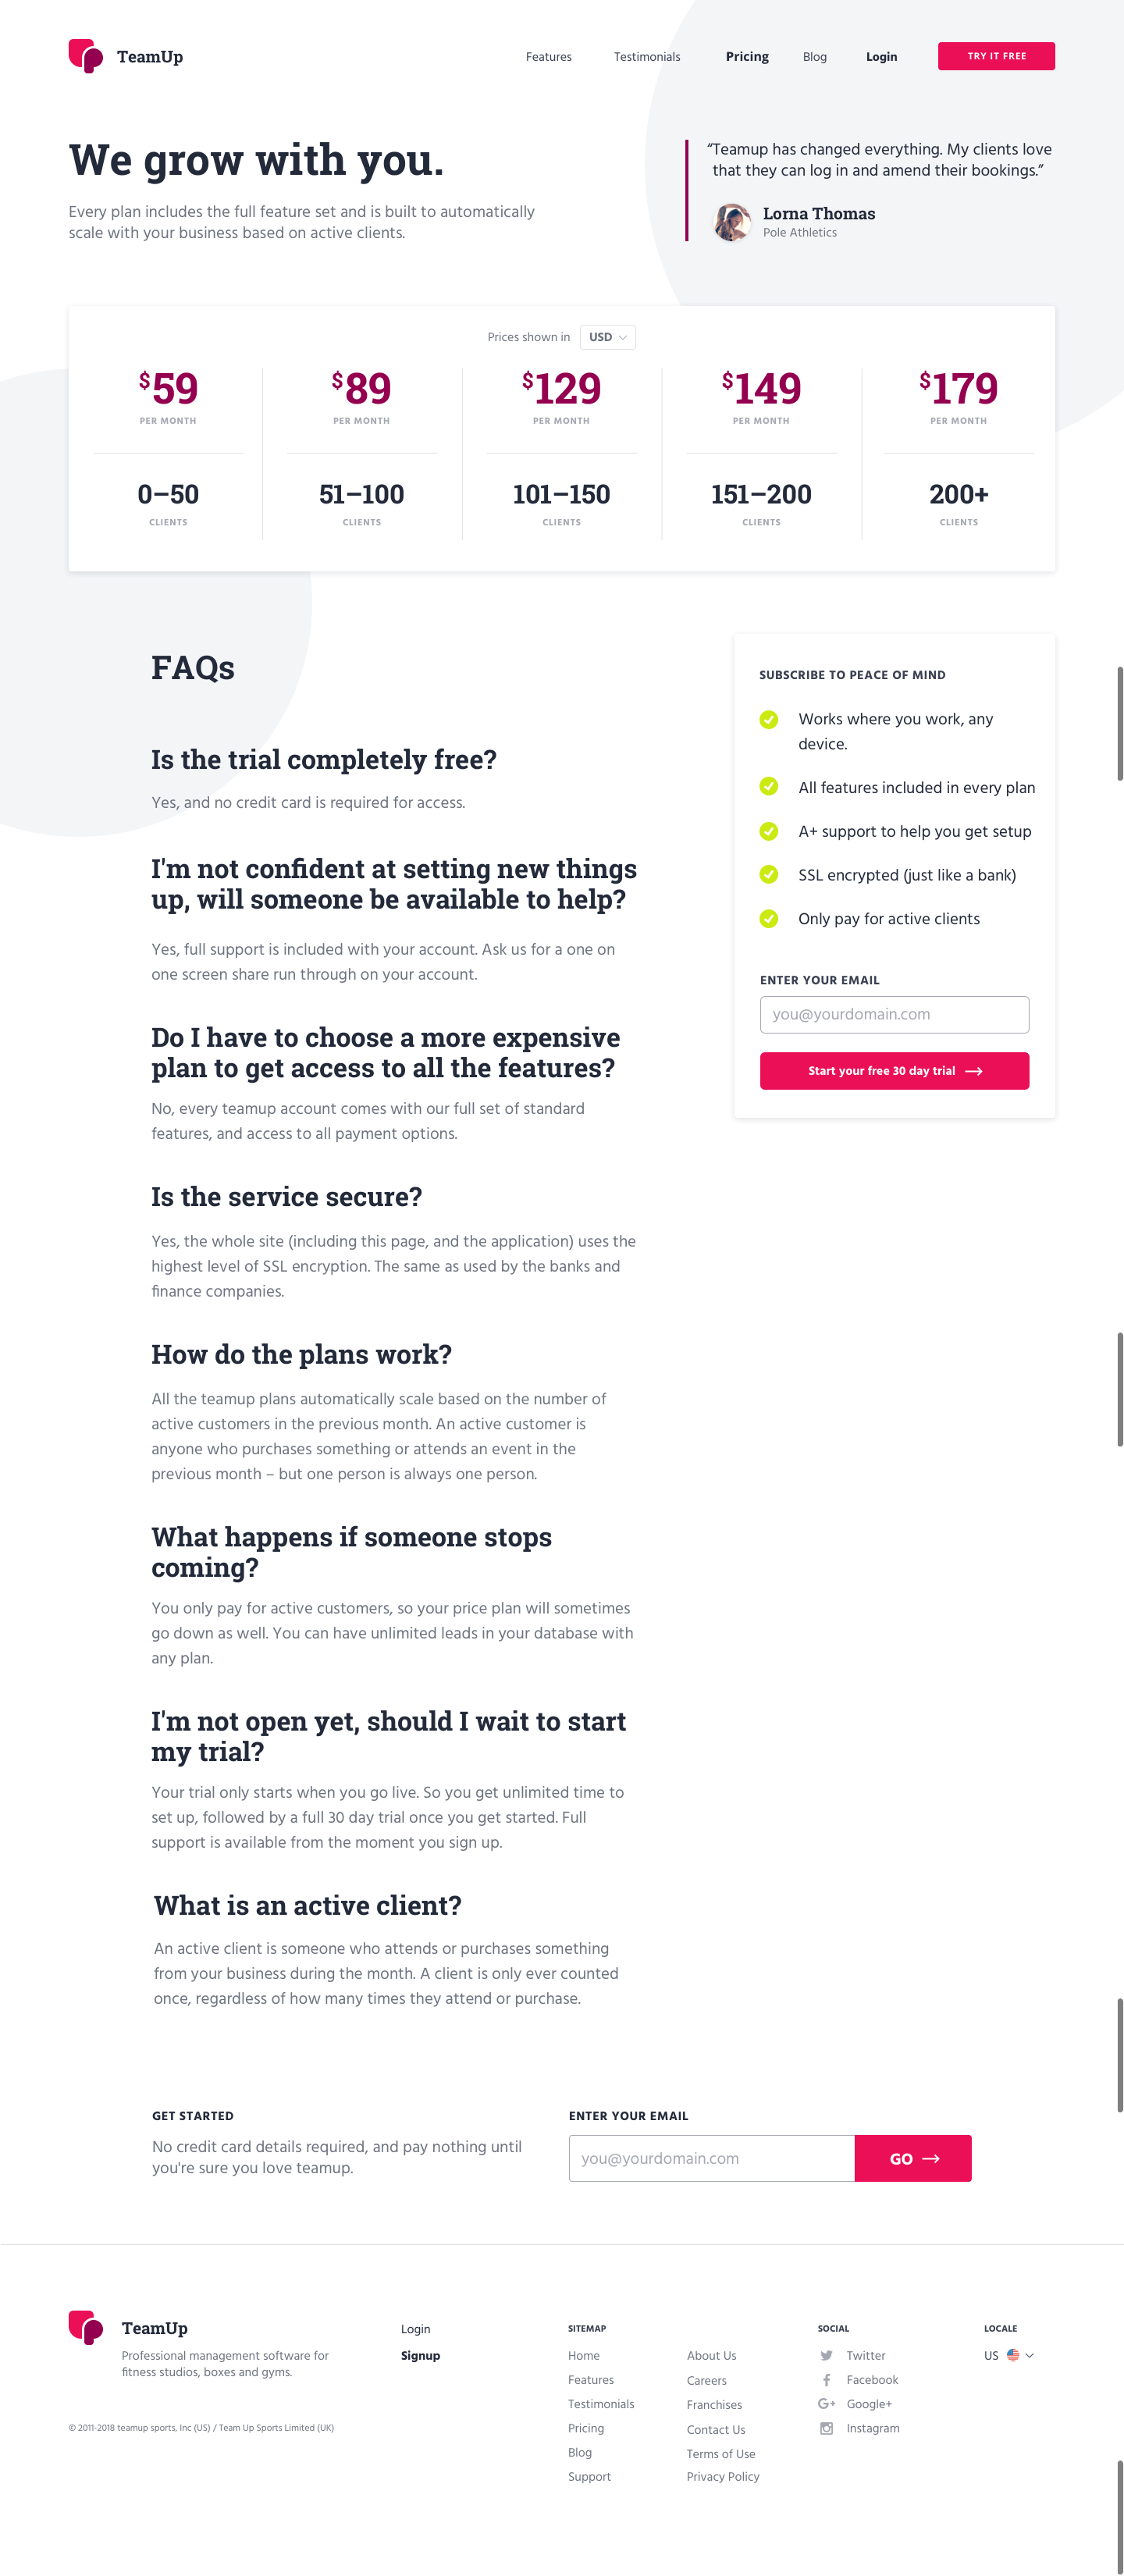 TeamUp
Features
Testimonials
Pricing
Blog
Login
TRY IT FREE
We grow with you.
Every plan includes the full feature set and is built to automatically
scale with your business based on active clients.
“Teamup has changed everything. My clients love
that they can log in and amend their bookings.”
Lorna Thomas
Pole Athletics
Prices shown in
USD
$59
PER MONTH
0–50
CLIENTS
$89
PER MONTH
51–100
CLIENTS
$129
PER MONTH
101–150
CLIENTS
$149
PER MONTH
151–200
CLIENTS
$179
PER MONTH
200+
CLIENTS
FAQs
Is the trial completely free?
Yes, and no credit card is required for access.
I'm not confident at setting new things
up, will someone be available to help?
Yes, full support is included with your account. Ask us for a one on
one screen share run through on your account.
Do I have to choose a more expensive
plan to get access to all the features?
No, every teamup account comes with our full set of standard
features, and access to all payment options.
Is the service secure?
Yes, the whole site (including this page, and the application) uses the
highest level of SSL encryption. The same as used by the banks and
finance companies.
How do the plans work?
All the teamup plans automatically scale based on the number of
active customers in the previous month. An active customer is
anyone who purchases something or attends an event in the
previous month – but one person is always one person.
What happens if someone stops
coming?
You only pay for active customers, so your price plan will sometimes
go down as well. You can have unlimited leads in your database with
any plan.
I'm not open yet, should I wait to start
my trial?
Your trial only starts when you go live. So you get unlimited time to
set up, followed by a full 30 day trial once you get started. Full
support is available from the moment you sign up.
What is an active client?
An active client is someone who attends or purchases something
from your business during the month. A client is only ever counted
once, regardless of how many times they attend or purchase.
SUBSCRIBE TO PEACE OF MIND
Works where you work, any
device.
All features included in every plan
A+ support to help you get setup
SSL encrypted (just like a bank)
Only pay for active clients
ENTER YOUR EMAIL
you@yourdomain.com
Start your free 30 day trial
GET STARTED
No credit card details required, and pay nothing until
you're sure you love teamup.
ENTER YOUR EMAIL
you@yourdomain.com
GO
TeamUp
Professional management software for
fitness studios, boxes and gyms.
© 2011-2018 teamup sports, Inc (US) / Team Up Sports Limited (UK)
Login
Signup
SITEMAP
Home
Features
Testimonials
Pricing
Blog
Support
About Us
Careers
Franchises
Contact Us
Terms of Use
Privacy Policy
SOCIAL
Twitter
Facebook
Google+
Instagram
LOCALE
US